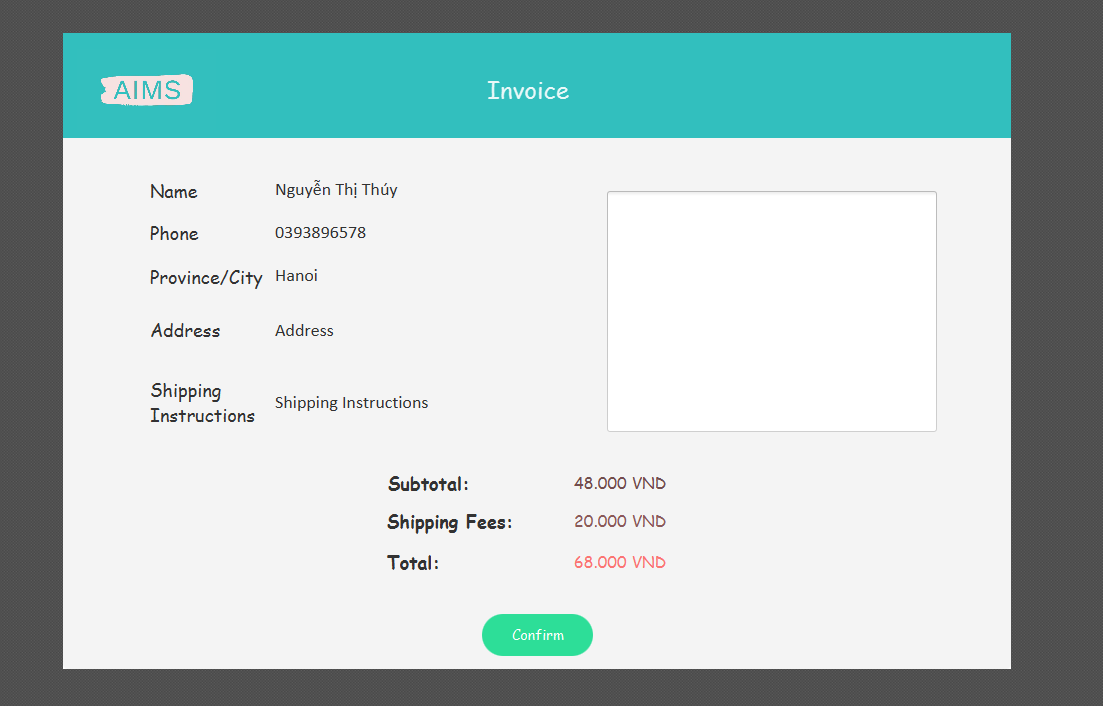 AIMS
Invoice
Name Nguyễn Thị Thúy
Phone 0393896578
Province/City Hanoi
Address Address
Shipping
Instructions
Shipping Instructions
Subtotal: 48.000 VND
Shipping Fees: 20.000 VND
Total: 68.000 VND
Confirm